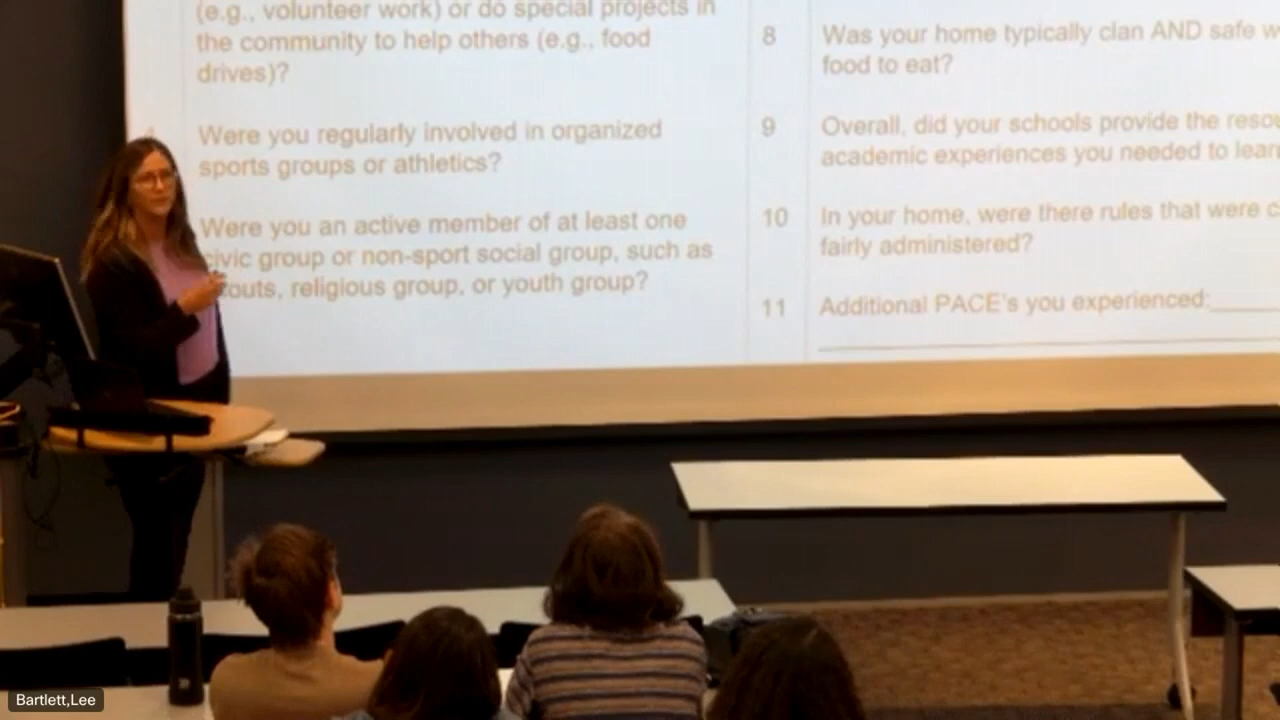 (e.g., volunteer work) or do special projects in
the community to help others (e.g., food
drives)?
Were you regularly involved in organized
sports groups or athletics?
Were you an active member of at least one
civic group or non-sport social group, such as
scouts, religious group, or youth group?
8 Was your home typically clan AND safe w
food to eat?
9 Overall, did your schools provide the resou
academic experiences you needed to learn
10 In your home, were there rules that were c
fairly administered?
11 Additional PACE's you experienced:
Bartlett,Lee